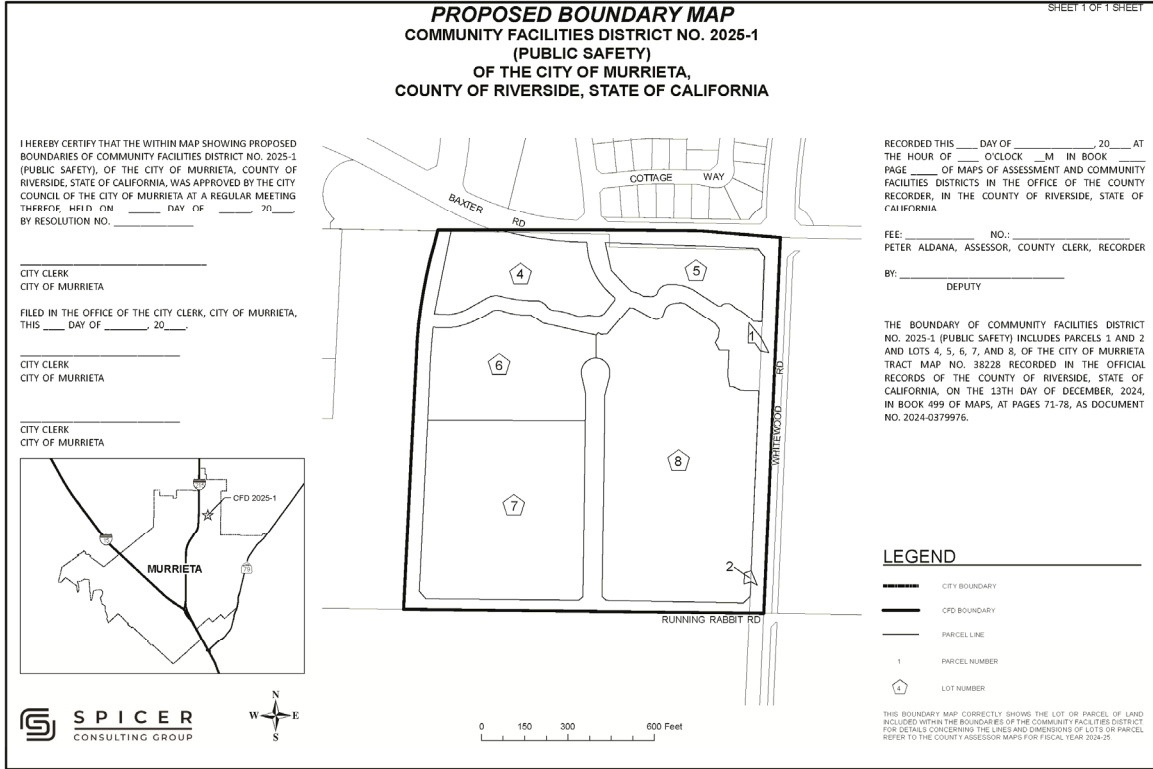 SHEET 1 OF 1 SHEET
PROPOSED BOUNDARY MAP
COMMUNITY FACILITIES DISTRICT NO. 2025-1
(PUBLIC SAFETY)
OF THE CITY OF MURRIETA,
COUNTY OF RIVERSIDE, STATE OF CALIFORNIA
I HEREBY CERTIFY THAT THE WITHIN MAP SHOWING PROPOSED
BOUNDARIES OF COMMUNITY FACILITIES DISTRICT NO. 2025-1
(PUBLIC SAFETY), OF THE CITY OF MURRIETA, COUNTY OF
RIVERSIDE, STATE OF CALIFORNIA, WAS APPROVED BY THE CITY
COUNCIL OF THE CITY OF MURRIETA AT A REGULAR MEETING
THEREOF, HELD ON ______ DAY OF ______, 20____,
BY RESOLUTION NO. _______________
CITY CLERK
CITY OF MURRIETA
FILED IN THE OFFICE OF THE CITY CLERK, CITY OF MURRIETA,
THIS ____ DAY OF ________, 20____.
CITY CLERK
CITY OF MURRIETA
CITY CLERK
CITY OF MURRIETA
CFD 2025-1
MURRIETA
215
15
79
SPICER
CONSULTING GROUP
N
W
E
S
0 150 300 600 Feet
COTTAGE WAY
BAXTER RD
4
5
1
6
8
7
2
WHITEWOOD RD
RUNNING RABBIT RD
RECORDED THIS ____ DAY OF _______________, 20____ AT
THE HOUR OF ____ O'CLOCK __M IN BOOK _____
PAGE _____ OF MAPS OF ASSESSMENT AND COMMUNITY
FACILITIES DISTRICTS IN THE OFFICE OF THE COUNTY
RECORDER, IN THE COUNTY OF RIVERSIDE, STATE OF
CALIFORNIA
FEE: _____________ NO.: ______________________
PETER ALDANA, ASSESSOR, COUNTY CLERK, RECORDER
BY: _______________________________
DEPUTY
THE BOUNDARY OF COMMUNITY FACILITIES DISTRICT
NO. 2025-1 (PUBLIC SAFETY) INCLUDES PARCELS 1 AND 2
AND LOTS 4, 5, 6, 7, AND 8, OF THE CITY OF MURRIETA
TRACT MAP NO. 38228 RECORDED IN THE OFFICIAL
RECORDS OF THE COUNTY OF RIVERSIDE, STATE OF
CALIFORNIA, ON THE 13TH DAY OF DECEMBER, 2024,
IN BOOK 499 OF MAPS, AT PAGES 71-78, AS DOCUMENT
NO. 2024-0379976.
LEGEND
CITY BOUNDARY
CFD BOUNDARY
PARCEL LINE
1 PARCEL NUMBER
4 LOT NUMBER
THIS BOUNDARY MAP CORRECTLY SHOWS THE LOT OR PARCEL OF LAND
INCLUDED WITHIN THE BOUNDARIES OF THE COMMUNITY FACILITIES DISTRICT.
FOR DETAILS CONCERNING THE LINES AND DIMENSIONS OF LOTS OR PARCEL
REFER TO THE COUNTY ASSESSOR MAPS FOR FISCAL YEAR 2024-25.